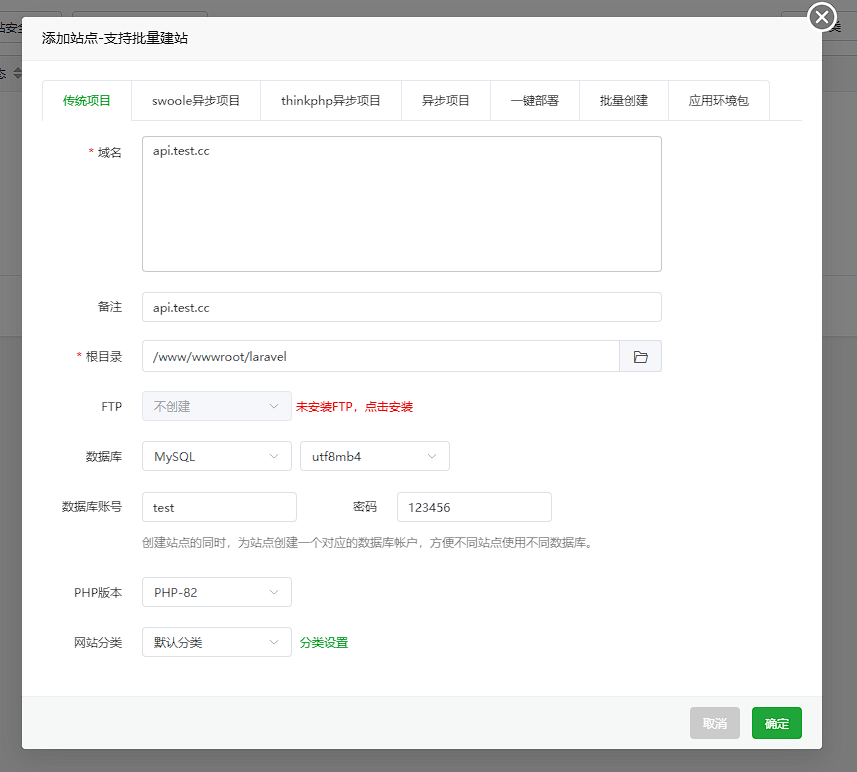 添加站点-支持批量建站
传统项目 swoole异步项目 thinkphp异步项目 异步项目 一键部署 批量创建 应用环境包
* 域名 api.test.cc
备注 api.test.cc
* 根目录 /www/wwwroot/laravel
FTP 不创建 未安装FTP，点击安装
数据库 MySQL utf8mb4
数据库账号 test 密码 123456
创建站点的同时，为站点创建一个对应的数据库帐户，方便不同站点使用不同数据库。
PHP版本 PHP-82
网站分类 默认分类 分类设置
取消 确定